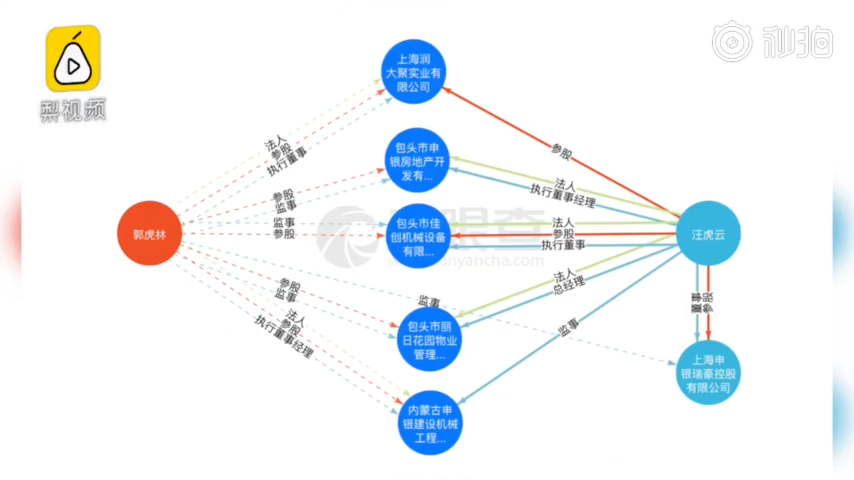 梨视频
秒拍
上海润
大聚实业有
限公司
法人
参股
执行董事
参股
包头市申
银房地产开
发有...
参股
监事
法人
执行董事经理
郭虎林
监事
参股
包头市佳
创机械设备
有限...
法人
参股
执行董事
汪虎云
眼查
参股
监事
监事
法人
总经理
董事
参股
包头市丽
日花园物业
管理...
法人
参股
执行董事经理
监事
上海申
银瑞豪控股
有限公司
内蒙古申
银建设机械
工程...